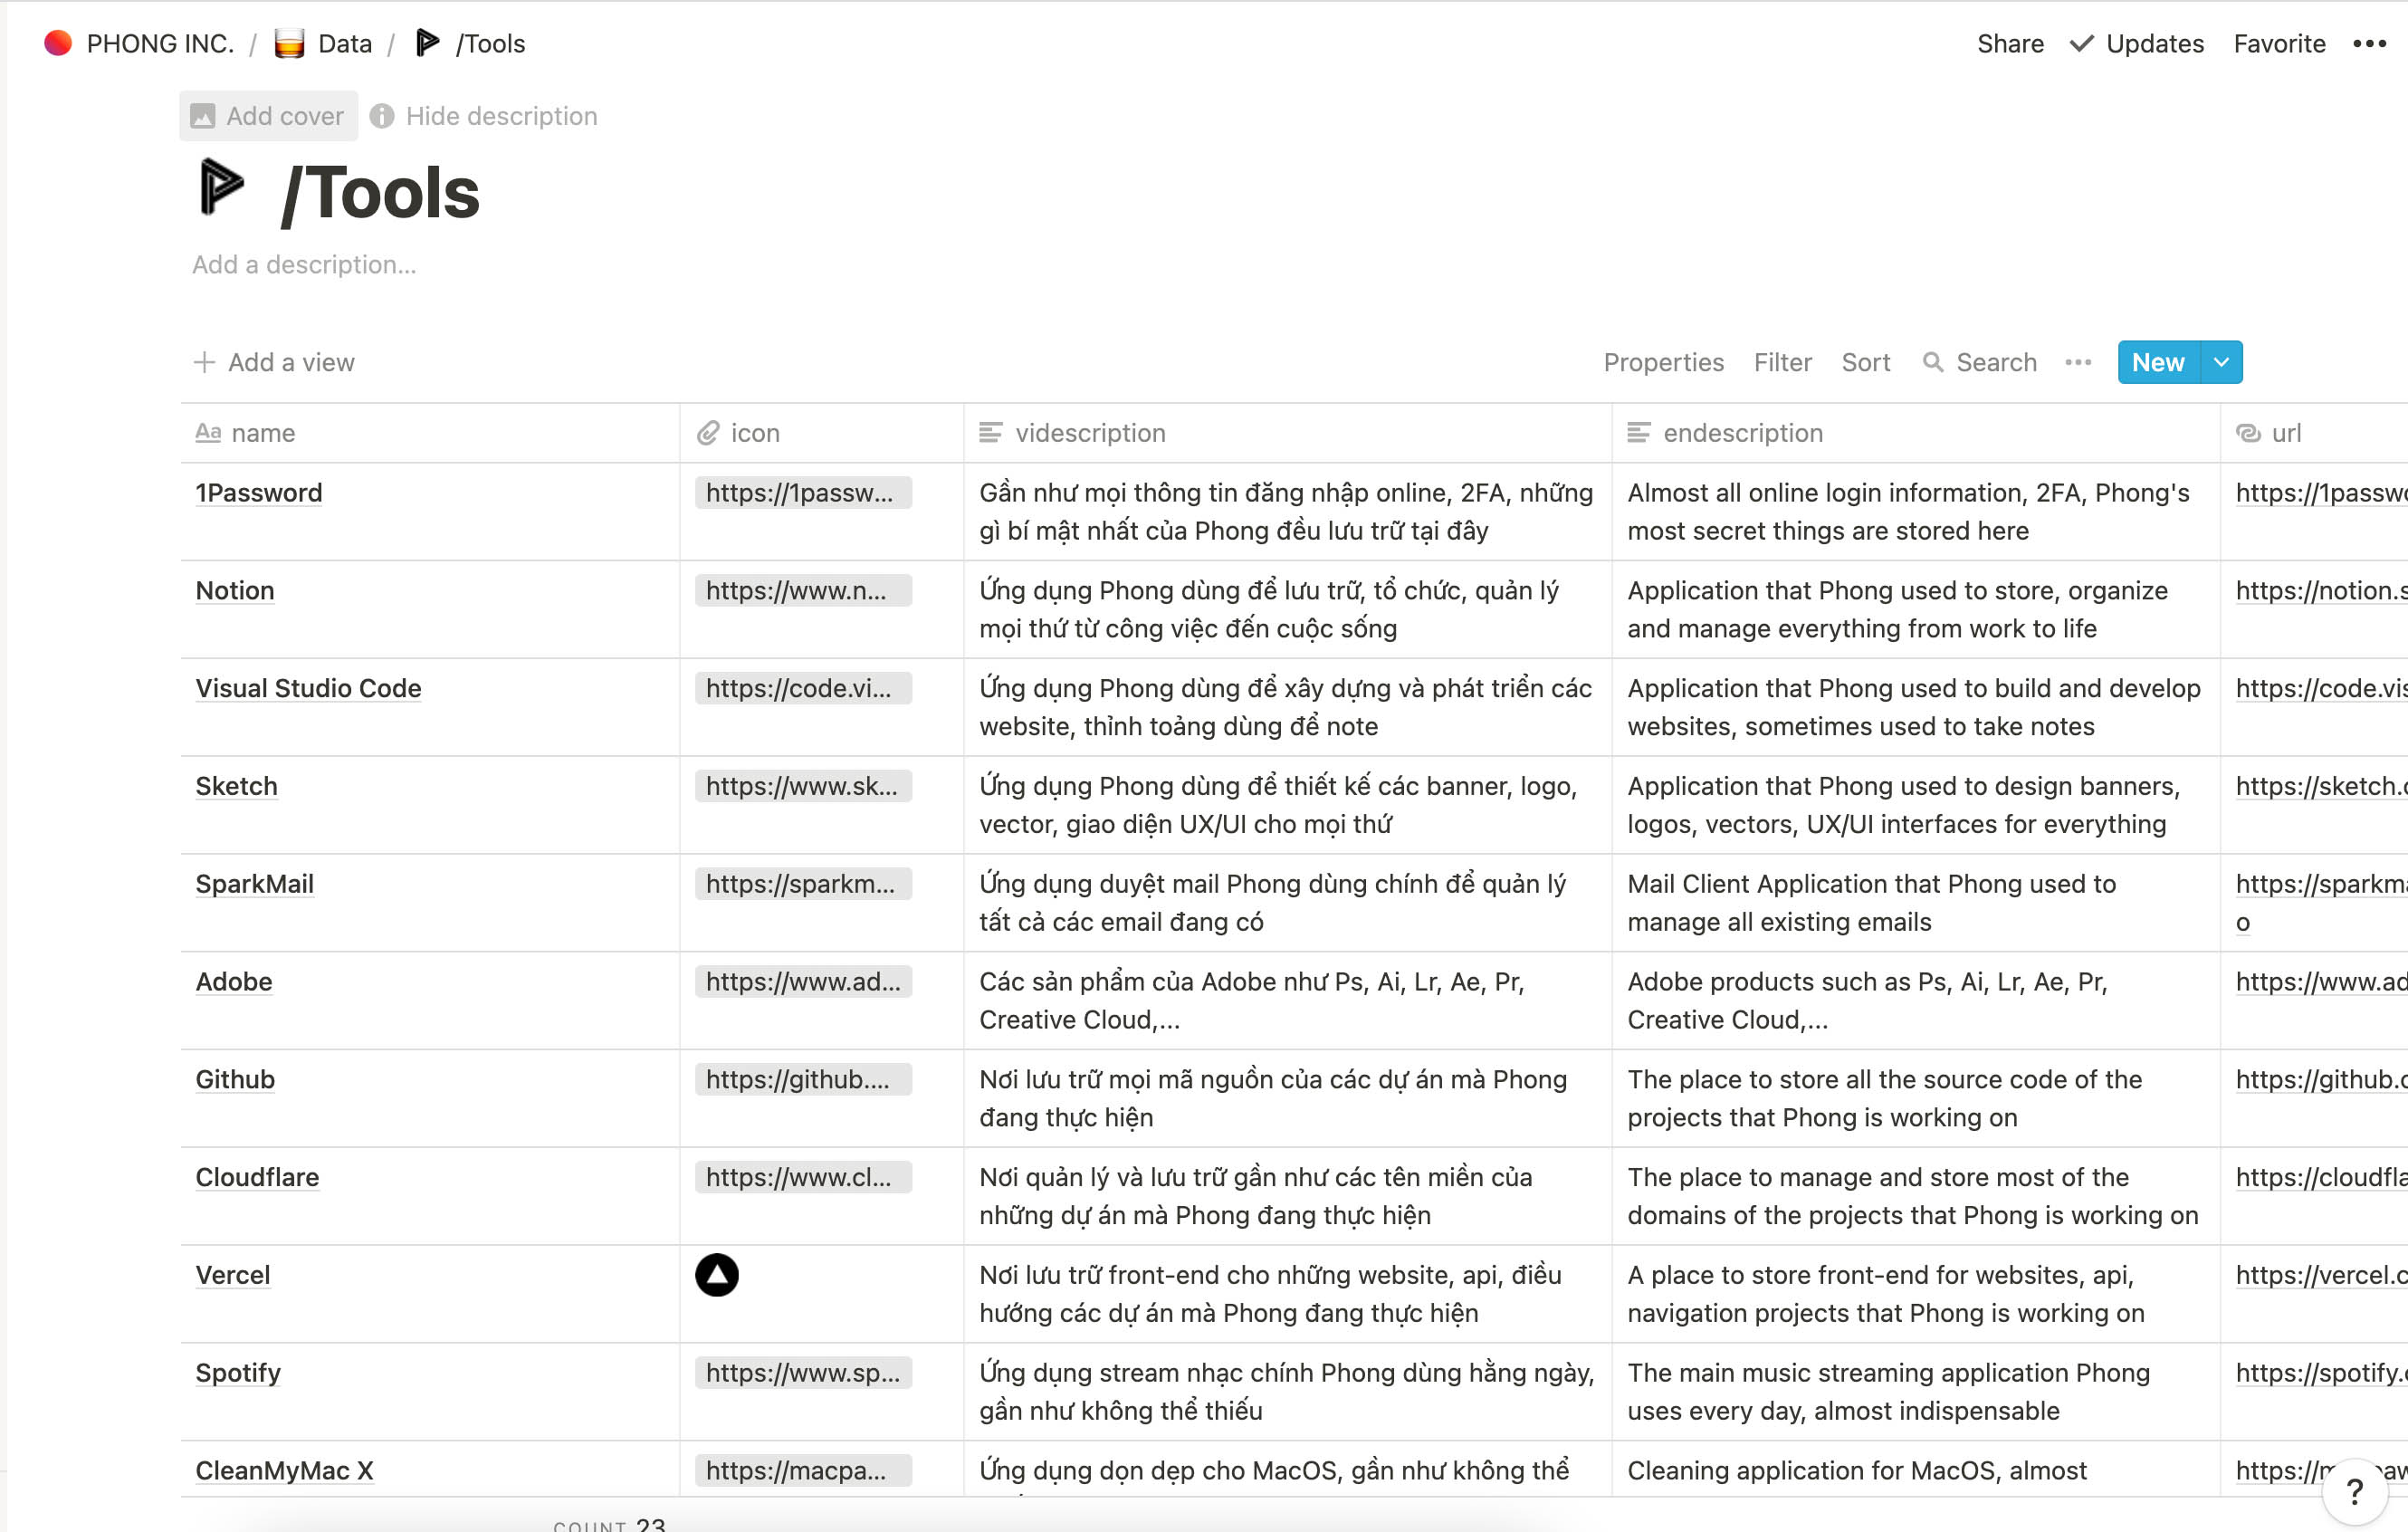 PHONG INC. / Data / /Tools
Share Updates Favorite
Add cover Hide description
/Tools
Add a description...
Add a view
Properties Filter Sort Search New
Aa name icon videscription endescription url
1Password https://1passw... Gần như mọi thông tin đăng nhập online, 2FA, những Almost all online login information, 2FA, Phong's https://1passwo
gì bí mật nhất của Phong đều lưu trữ tại đây most secret things are stored here
Notion https://www.n... Ứng dụng Phong dùng để lưu trữ, tổ chức, quản lý Application that Phong used to store, organize https://notion.s
mọi thứ từ công việc đến cuộc sống and manage everything from work to life
Visual Studio Code https://code.vi... Ứng dụng Phong dùng để xây dựng và phát triển các Application that Phong used to build and develop https://code.vis
website, thỉnh toảng dùng để note websites, sometimes used to take notes
Sketch https://www.sk... Ứng dụng Phong dùng để thiết kế các banner, logo, Application that Phong used to design banners, https://sketch.c
vector, giao diện UX/UI cho mọi thứ logos, vectors, UX/UI interfaces for everything
SparkMail https://sparkm... Ứng dụng duyệt mail Phong dùng chính để quản lý Mail Client Application that Phong used to https://sparkma
tất cả các email đang có manage all existing emails o
Adobe https://www.ad... Các sản phẩm của Adobe như Ps, Ai, Lr, Ae, Pr, Adobe products such as Ps, Ai, Lr, Ae, Pr, https://www.ad
Creative Cloud,... Creative Cloud,...
Github https://github.... Nơi lưu trữ mọi mã nguồn của các dự án mà Phong The place to store all the source code of the https://github.c
đang thực hiện projects that Phong is working on
Cloudflare https://www.cl... Nơi quản lý và lưu trữ gần như các tên miền của The place to manage and store most of the https://cloudfla
những dự án mà Phong đang thực hiện domains of the projects that Phong is working on
Vercel Nơi lưu trữ front-end cho những website, api, điều A place to store front-end for websites, api, https://vercel.c
hướng các dự án mà Phong đang thực hiện navigation projects that Phong is working on
Spotify https://www.sp... Ứng dụng stream nhạc chính Phong dùng hằng ngày, The main music streaming application Phong https://spotify.c
gần như không thể thiếu uses every day, almost indispensable
CleanMyMac X https://macpa... Ứng dụng dọn dẹp cho MacOS, gần như không thể Cleaning application for MacOS, almost
?
COUNT 23